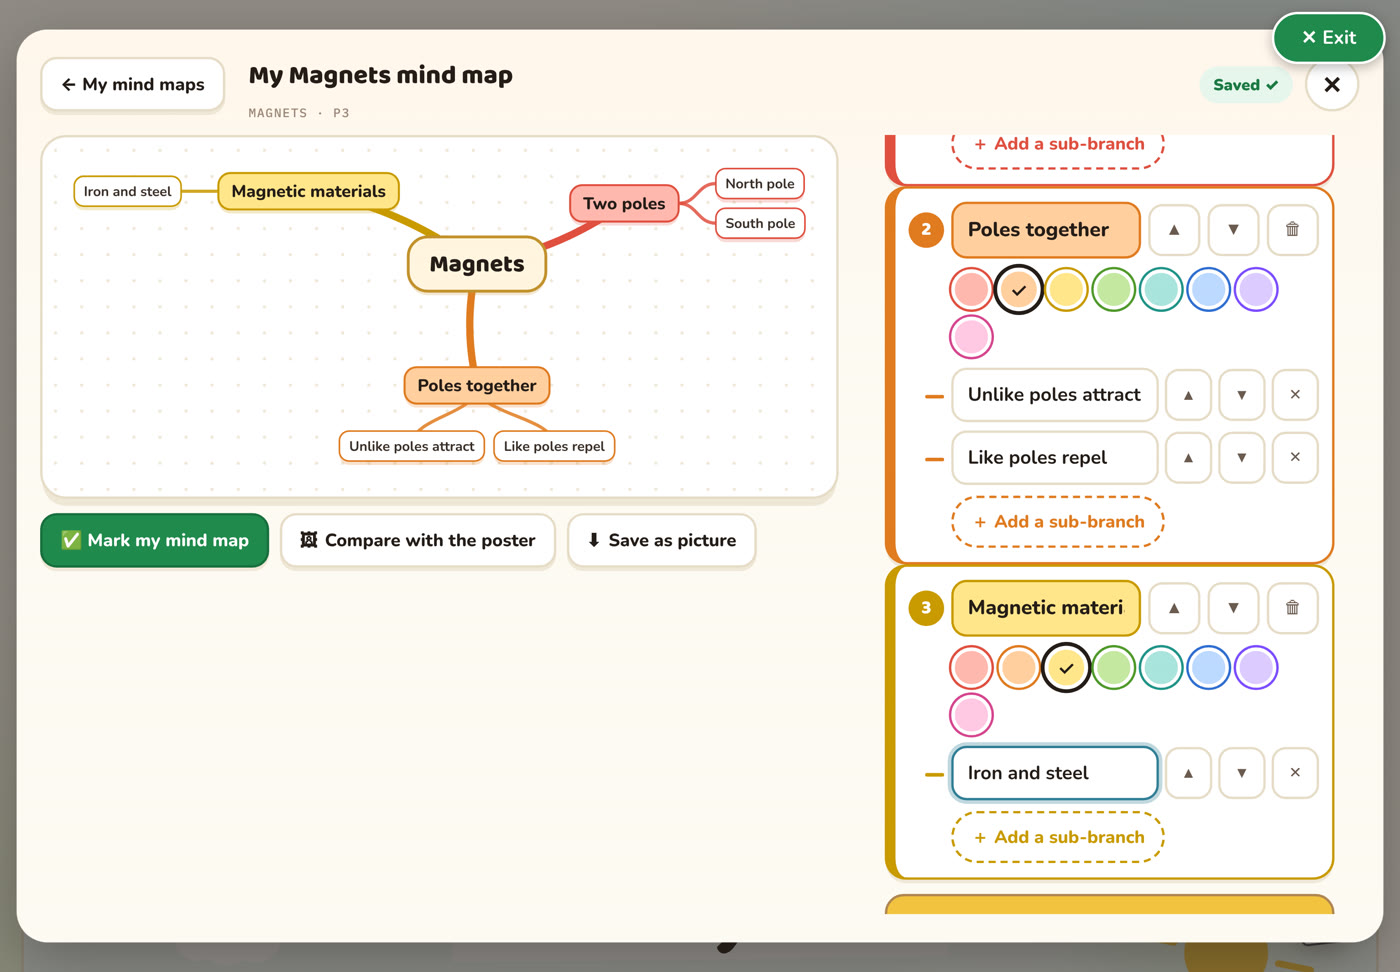 ✕ Exit
← My mind maps
My Magnets mind map
MAGNETS · P3
Saved ✓
✕
Iron and steel
Magnetic materials
Two poles
North pole
South pole
Magnets
Poles together
Unlike poles attract
Like poles repel
✅ Mark my mind map
Compare with the poster
⬇ Save as picture
+ Add a sub-branch
2
Poles together
▲
▼
✓
Unlike poles attract
▲
▼
✕
Like poles repel
▲
▼
✕
+ Add a sub-branch
3
Magnetic materi
▲
▼
✓
Iron and steel
▲
▼
✕
+ Add a sub-branch